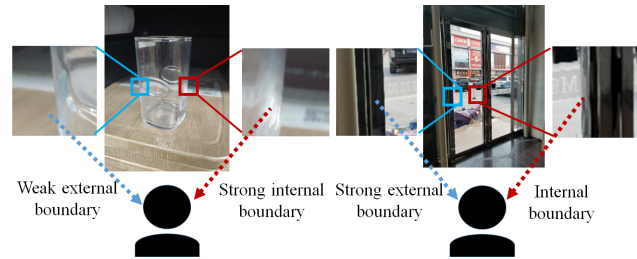 Weak external
boundary
Strong internal
boundary
Strong external
boundary
Internal
boundary